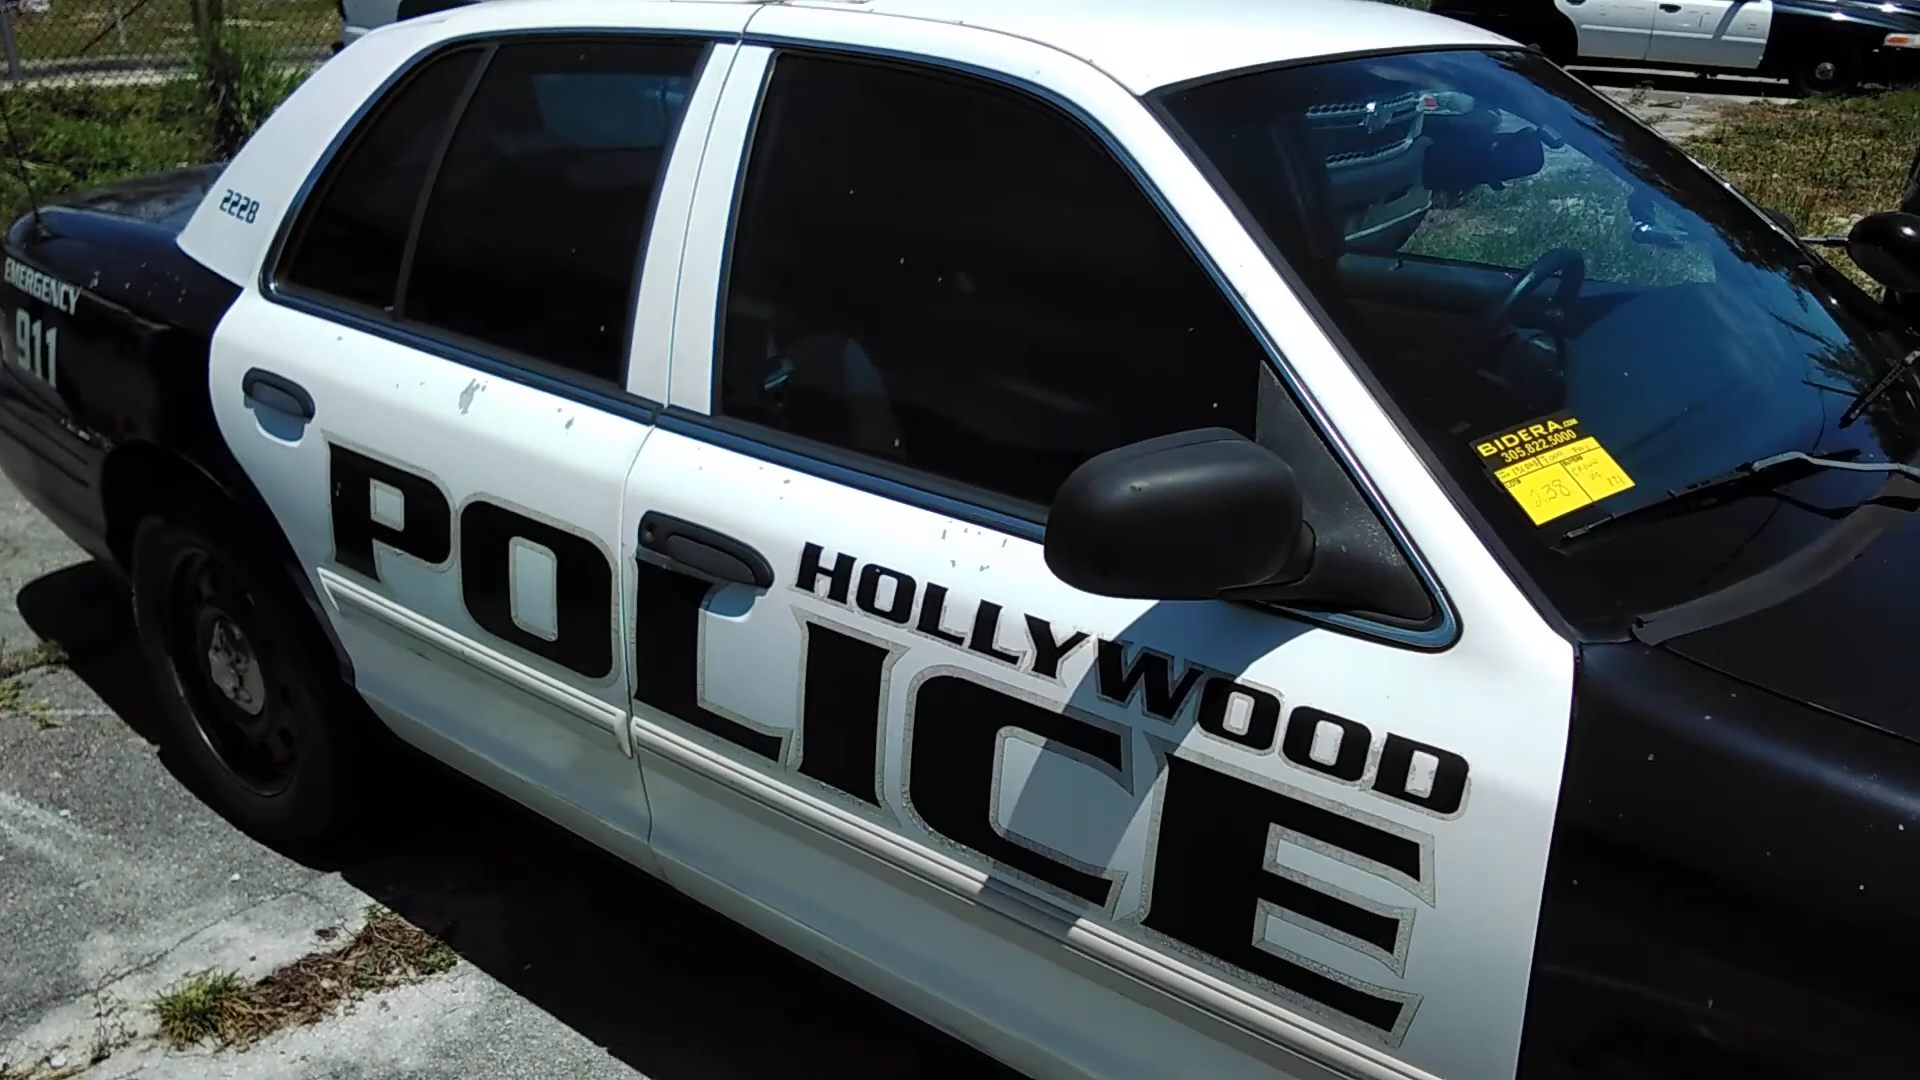 2228
EMERGENCY
911
HOLLYWOOD
POLICE
BIDERA.com
305.822.5000
238